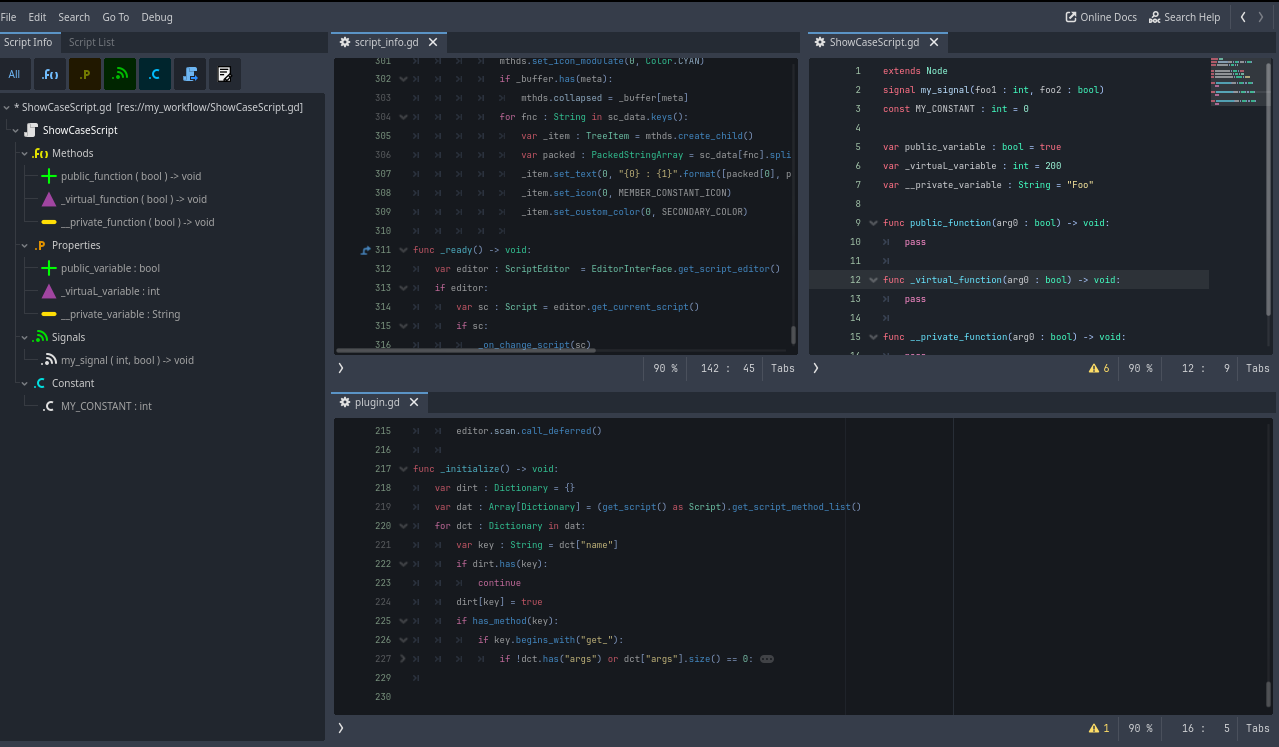 File Edit Search Go To Debug Online Docs Search Help
Script Info Script List
All .f() .P .C
* ShowCaseScript.gd [res://my_workflow/ShowCaseScript.gd]
ShowCaseScript
.f() Methods
public_function ( bool ) -> void
_virtual_function ( bool ) -> void
__private_function ( bool ) -> void
.P Properties
public_variable : bool
_virtuaL_variable : int
__private_variable : String
Signals
my_signal ( int, bool ) -> void
.C Constant
.C MY_CONSTANT : int
script_info.gd
301 mthds.set_icon_modulate(0, Color.CYAN)
302 if _buffer.has(meta):
303 mthds.collapsed = _buffer[meta]
304 for fnc : String in sc_data.keys():
305 var _item : TreeItem = mthds.create_child()
306 var packed : PackedStringArray = sc_data[fnc].spli
307 _item.set_text(0, "{0} : {1}".format([packed[0], p
308 _item.set_icon(0, MEMBER_CONSTANT_ICON)
309 _item.set_custom_color(0, SECONDARY_COLOR)
310
311 func _ready() -> void:
312 var editor : ScriptEditor = EditorInterface.get_script_editor()
313 if editor:
314 var sc : Script = editor.get_current_script()
315 if sc:
316 _on_change_script(sc)
90 % 142 : 45 Tabs
ShowCaseScript.gd
1 extends Node
2 signal my_signal(foo1 : int, foo2 : bool)
3 const MY_CONSTANT : int = 0
4
5 var public_variable : bool = true
6 var _virtuaL_variable : int = 200
7 var __private_variable : String = "Foo"
8
9 func public_function(arg0 : bool) -> void:
10 pass
11
12 func _virtual_function(arg0 : bool) -> void:
13 pass
14
15 func __private_function(arg0 : bool) -> void:
14 pass
6 90 % 12 : 9 Tabs
plugin.gd
215 editor.scan.call_deferred()
216
217 func _initialize() -> void:
218 var dirt : Dictionary = {}
219 var dat : Array[Dictionary] = (get_script() as Script).get_script_method_list()
220 for dct : Dictionary in dat:
221 var key : String = dct["name"]
222 if dirt.has(key):
223 continue
224 dirt[key] = true
225 if has_method(key):
226 if key.begins_with("get_"):
227 if !dct.has("args") or dct["args"].size() == 0:
229
230
1 90 % 16 : 5 Tabs